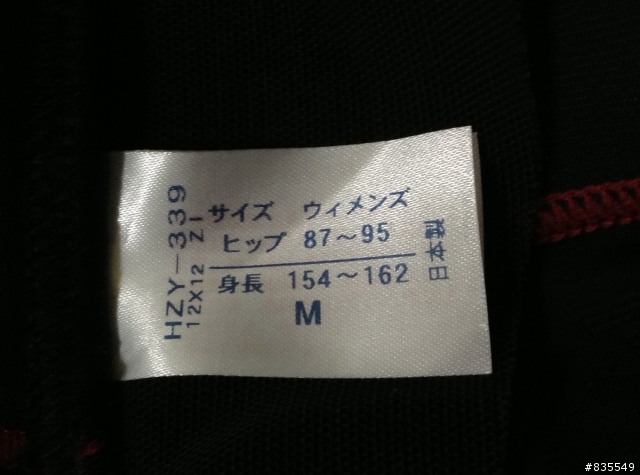 サイズ ウィメンズ
ヒップ 87〜95
身長 154〜162
M
HZY-339
12X12 ZI
日本製
#835549